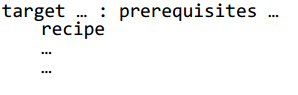 target … : prerequisites …
recipe
…
…